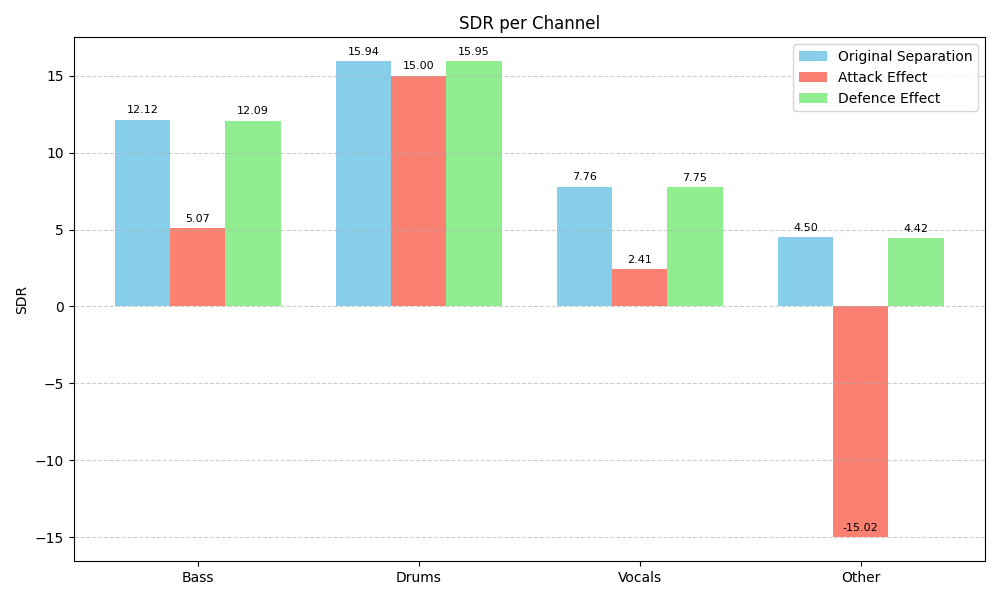 SDR per Channel
Original Separation
Attack Effect
Defence Effect
15.94
15.95
15.00
12.12
12.09
7.76
7.75
5.07
4.50
4.42
2.41
-15.02
SDR
15
10
5
0
−5
−10
−15
Bass
Drums
Vocals
Other